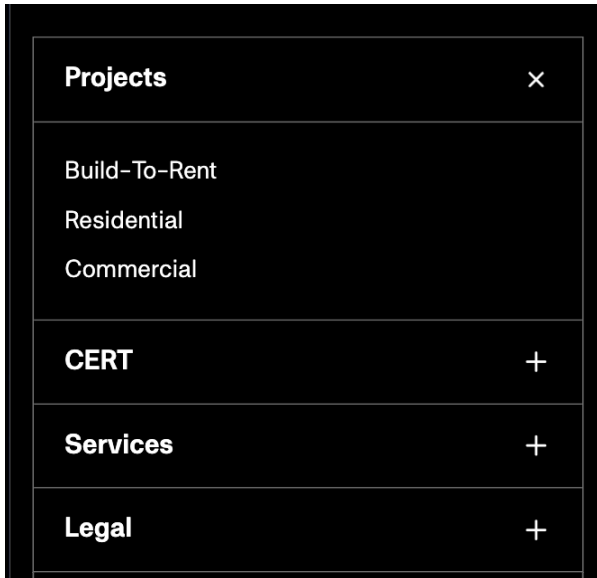 Projects
Build-To-Rent
Residential
Commercial
CERT
Services
Legal